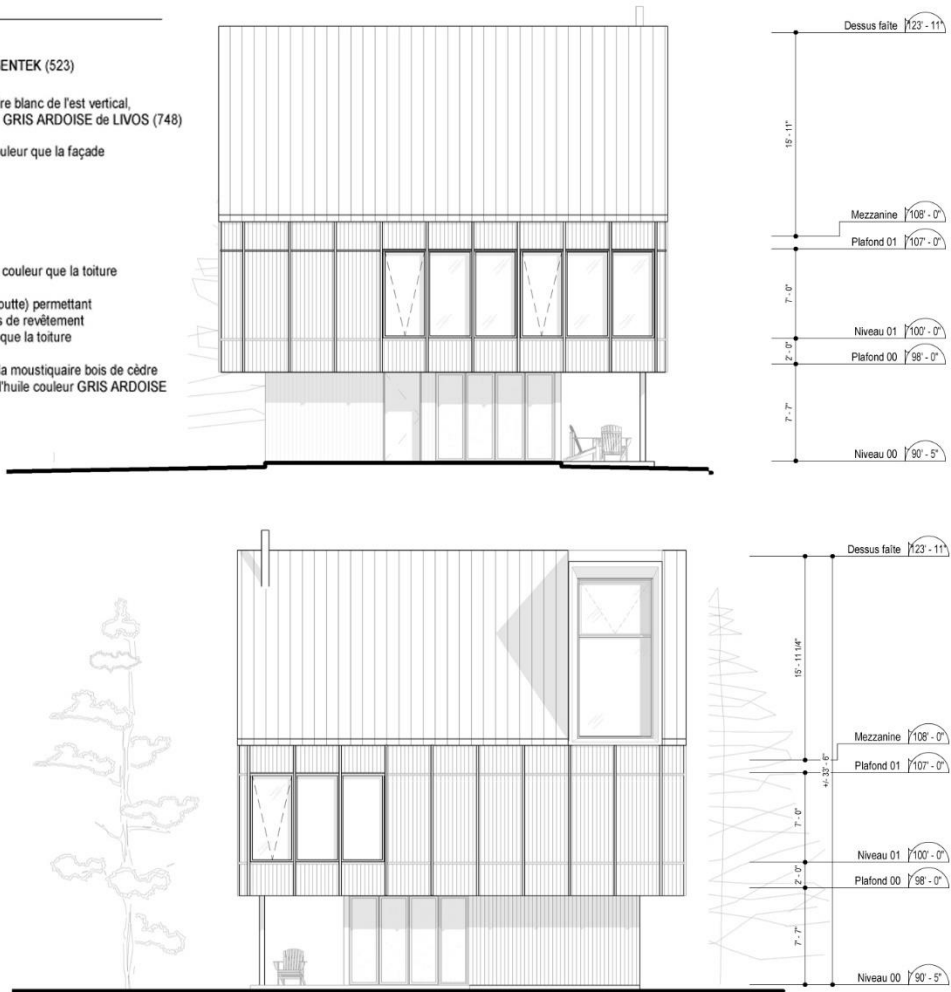 ENTEK (523)
re blanc de l'est vertical,
GRIS ARDOISE de LIVOS (748)
uleur que la façade
couleur que la toiture
outte) permettant
s de revêtement
que la toiture
la moustiquaire bois de cèdre
l'huile couleur GRIS ARDOISE
Dessus faîte 123' - 11"
15' - 11"
Mezzanine 108' - 0"
Plafond 01 107' - 0"
7' - 0"
Niveau 01 100' - 0"
2' - 0"
Plafond 00 98' - 0"
7' - 7"
Niveau 00 90' - 5"
Dessus faîte 123' - 11"
15' - 11 1/4"
Mezzanine 108' - 0"
+/- 33' - 6"
Plafond 01 107' - 0"
7' - 0"
Niveau 01 100' - 0"
2' - 0"
Plafond 00 98' - 0"
7' - 7"
Niveau 00 90' - 5"